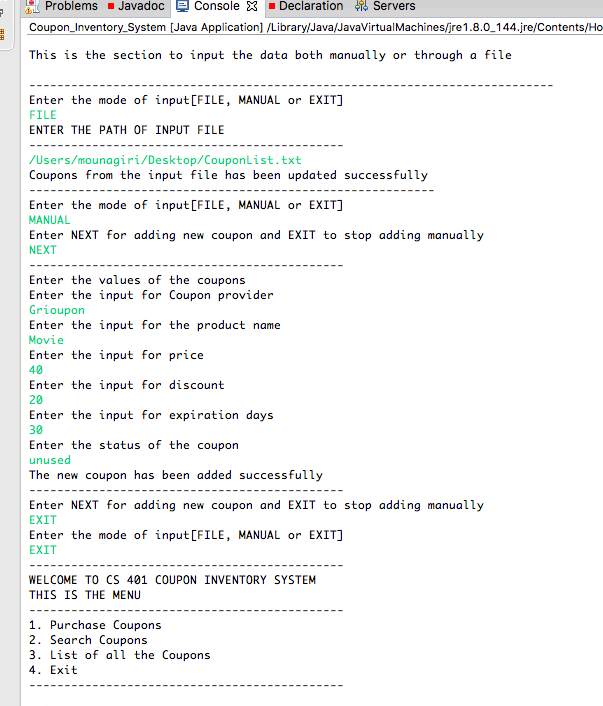 Problems Javadoc Console Declaration Servers
Coupon_Inventory_System [Java Application] /Library/Java/JavaVirtualMachines/jre1.8.0_144.jre/Contents/Ho
This is the section to input the data both manually or through a file
---------------------------------------------------------------------------
Enter the mode of input[FILE, MANUAL or EXIT]
FILE
ENTER THE PATH OF INPUT FILE
---------------------------------------------
/Users/mounagiri/Desktop/CouponList.txt
Coupons from the input file has been updated successfully
----------------------------------------------------------
Enter the mode of input[FILE, MANUAL or EXIT]
MANUAL
Enter NEXT for adding new coupon and EXIT to stop adding manually
NEXT
---------------------------------------------
Enter the values of the coupons
Enter the input for Coupon provider
Grioupon
Enter the input for the product name
Movie
Enter the input for price
40
Enter the input for discount
20
Enter the input for expiration days
30
Enter the status of the coupon
unused
The new coupon has been added successfully
---------------------------------------------
Enter NEXT for adding new coupon and EXIT to stop adding manually
EXIT
Enter the mode of input[FILE, MANUAL or EXIT]
EXIT
---------------------------------------------
WELCOME TO CS 401 COUPON INVENTORY SYSTEM
THIS IS THE MENU
---------------------------------------------
1. Purchase Coupons
2. Search Coupons
3. List of all the Coupons
4. Exit
---------------------------------------------